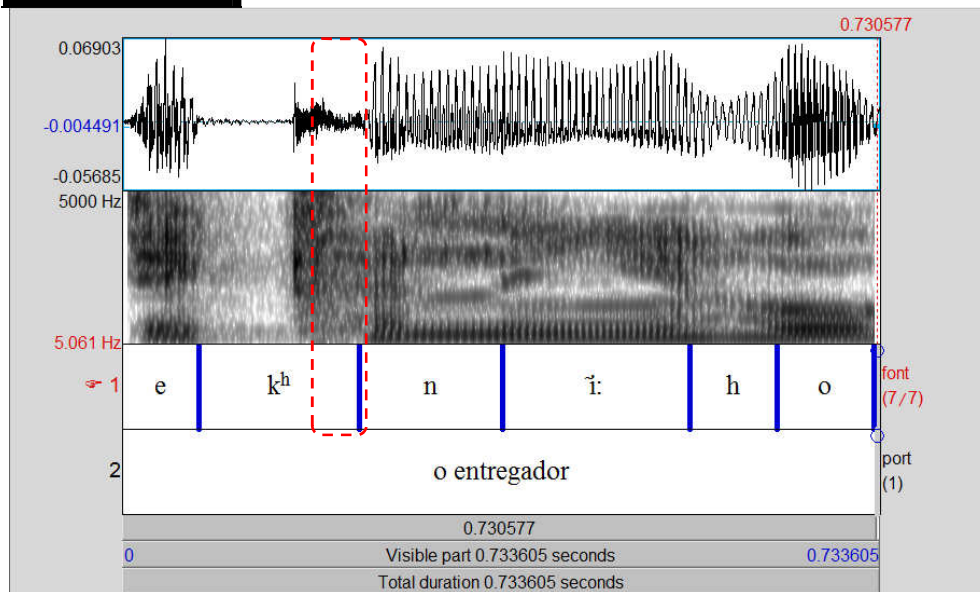 0.730577
0.06903
-0.004491
-0.05685
5000 Hz
5.061 Hz
☞ 1 e kʰ n ĩ: h o font (7/7)
2 o entregador port (1)
0.730577
0 Visible part 0.733605 seconds 0.733605
Total duration 0.733605 seconds